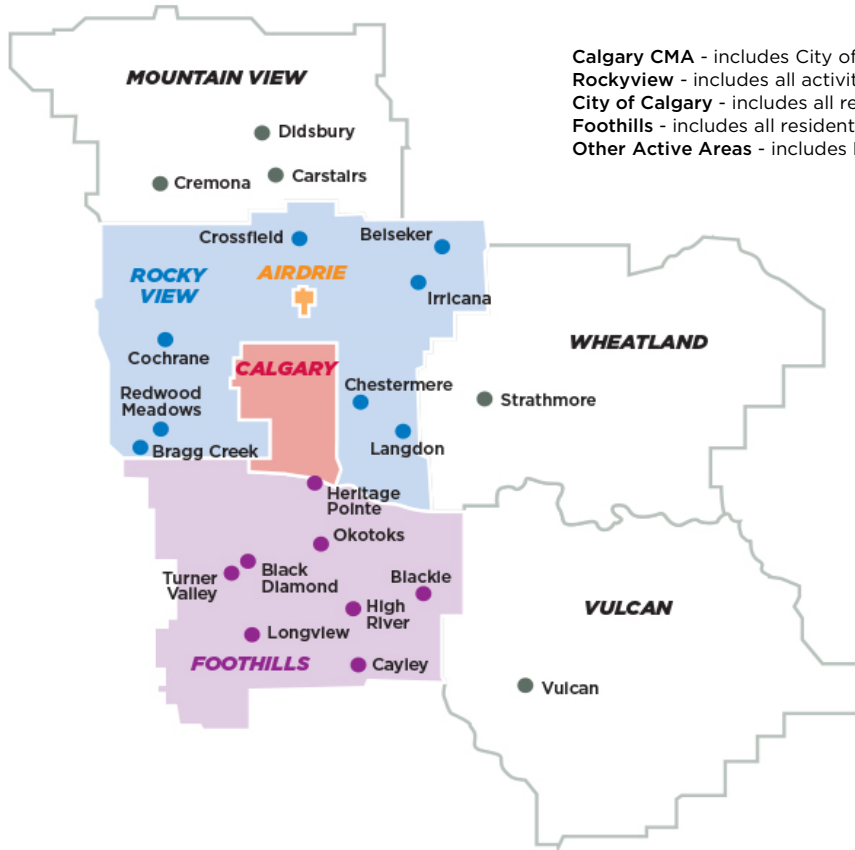 MOUNTAIN VIEW
Didsbury
Carstairs
Cremona
Calgary CMA - includes City of
Rockyview - includes all activit
City of Calgary - includes all re
Foothills - includes all resident
Other Active Areas - includes
Crossfield
Beiseker
ROCKY
VIEW
AIRDRIE
Irricana
Cochrane
CALGARY
Chestermere
Redwood
Meadows
Bragg Creek
Langdon
WHEATLAND
Strathmore
Heritage
Pointe
Okotoks
Turner
Valley
Black
Diamond
Blackie
High
River
Longview
FOOTHILLS
Cayley
VULCAN
Vulcan